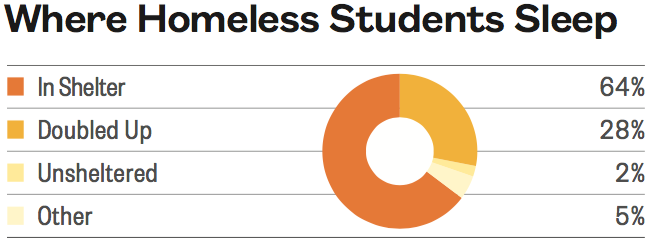 Where Homeless Students Sleep
In Shelter 64%
Doubled Up 28%
Unsheltered 2%
Other 5%